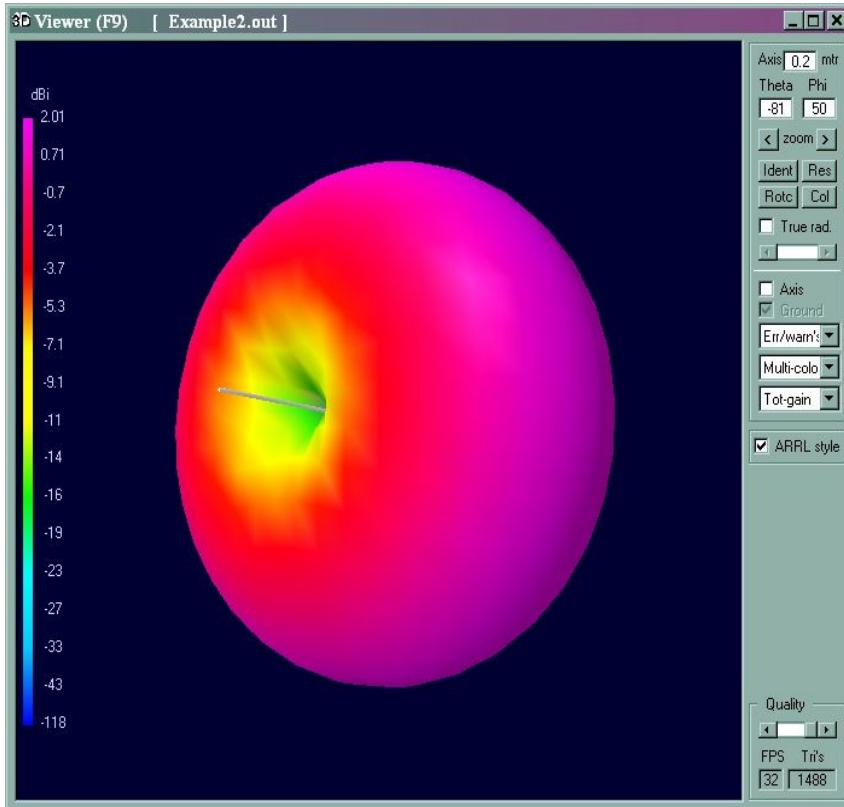 3D Viewer (F9) [ Example2.out ]
dBi
2.01
0.71
-0.7
-2.1
-3.7
-5.3
-7.1
-9.1
-11
-14
-16
-19
-23
-27
-33
-43
-118
Axis 0.2 mtr
Theta Phi
-81 50
< zoom >
Ident Res
Rotc Col
True rad.
Axis
Ground
Err/warn's
Multi-colo
Tot-gain
ARRL style
Quality
FPS Tri's
32 1488